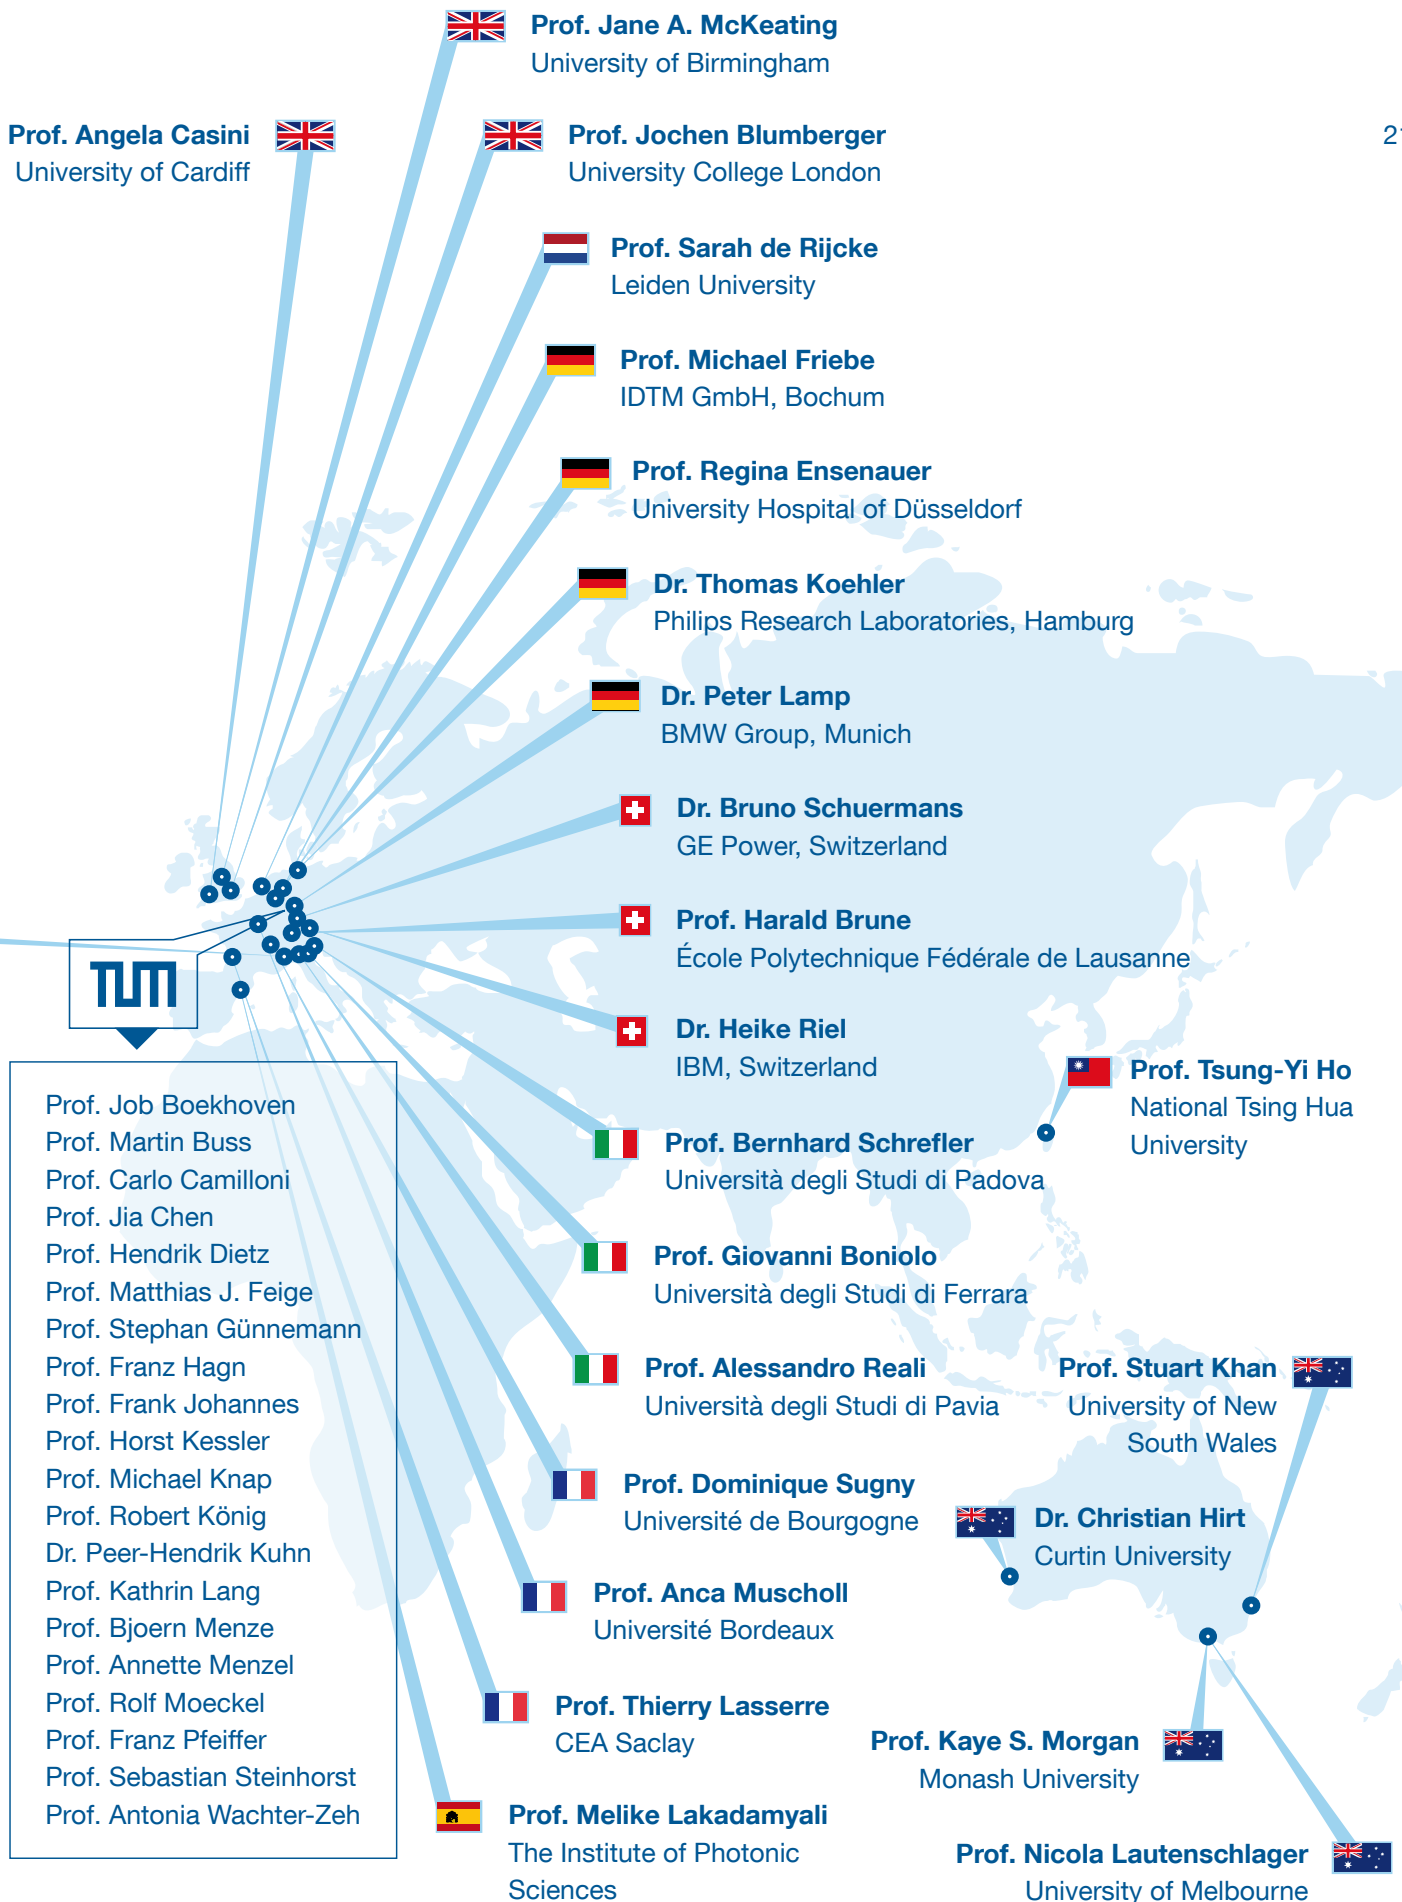 Prof. Jane A. McKeating
University of Birmingham
Prof. Angela Casini
University of Cardiff
Prof. Jochen Blumberger
University College London
21
Prof. Sarah de Rijcke
Leiden University
Prof. Michael Friebe
IDTM GmbH, Bochum
Prof. Regina Ensenauer
University Hospital of Düsseldorf
Dr. Thomas Koehler
Philips Research Laboratories, Hamburg
Dr. Peter Lamp
BMW Group, Munich
Dr. Bruno Schuermans
GE Power, Switzerland
Prof. Harald Brune
École Polytechnique Fédérale de Lausanne
Dr. Heike Riel
IBM, Switzerland
Prof. Tsung-Yi Ho
National Tsing Hua
University
Prof. Bernhard Schrefler
Università degli Studi di Padova
Prof. Giovanni Boniolo
Università degli Studi di Ferrara
Prof. Alessandro Reali
Università degli Studi di Pavia
Prof. Stuart Khan
University of New
South Wales
Prof. Dominique Sugny
Université de Bourgogne
Dr. Christian Hirt
Curtin University
Prof. Anca Muscholl
Université Bordeaux
Prof. Thierry Lasserre
CEA Saclay
Prof. Kaye S. Morgan
Monash University
Prof. Melike Lakadamyali
The Institute of Photonic
Sciences
Prof. Nicola Lautenschlager
University of Melbourne
TUM
Prof. Job Boekhoven
Prof. Martin Buss
Prof. Carlo Camilloni
Prof. Jia Chen
Prof. Hendrik Dietz
Prof. Matthias J. Feige
Prof. Stephan Günnemann
Prof. Franz Hagn
Prof. Frank Johannes
Prof. Horst Kessler
Prof. Michael Knap
Prof. Robert König
Dr. Peer-Hendrik Kuhn
Prof. Kathrin Lang
Prof. Bjoern Menze
Prof. Annette Menzel
Prof. Rolf Moeckel
Prof. Franz Pfeiffer
Prof. Sebastian Steinhorst
Prof. Antonia Wachter-Zeh